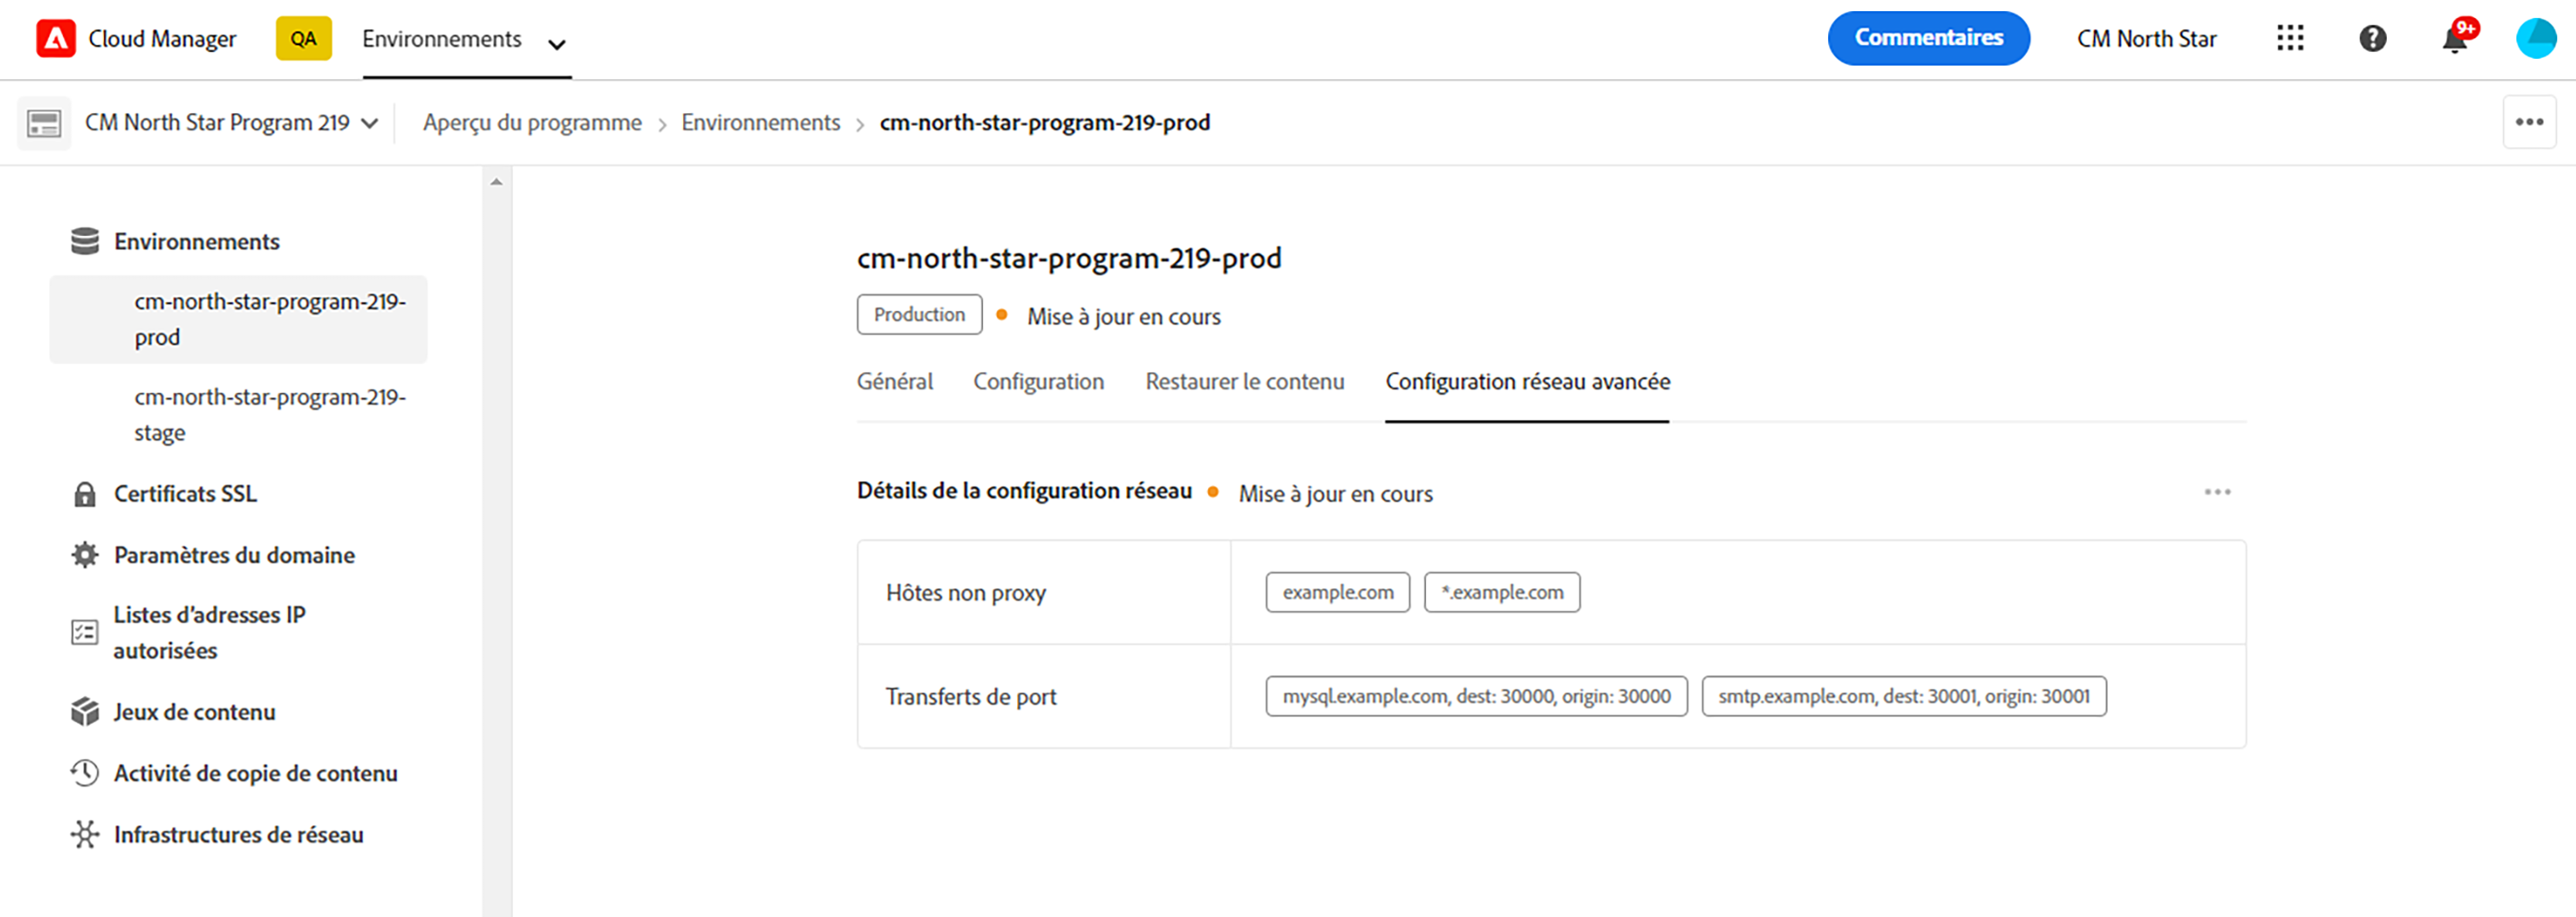 Cloud Manager QA Environnements Commentaires CM North Star 9+
CM North Star Program 219 Aperçu du programme > Environnements > cm-north-star-program-219-prod
Environnements
cm-north-star-program-219-
prod
cm-north-star-program-219-
stage
Certificats SSL
Paramètres du domaine
Listes d'adresses IP
autorisées
Jeux de contenu
Activité de copie de contenu
Infrastructures de réseau
cm-north-star-program-219-prod
Production Mise à jour en cours
Général Configuration Restaurer le contenu Configuration réseau avancée
Détails de la configuration réseau Mise à jour en cours
Hôtes non proxy example.com *.example.com
Transferts de port mysql.example.com, dest: 30000, origin: 30000 smtp.example.com, dest: 30001, origin: 30001